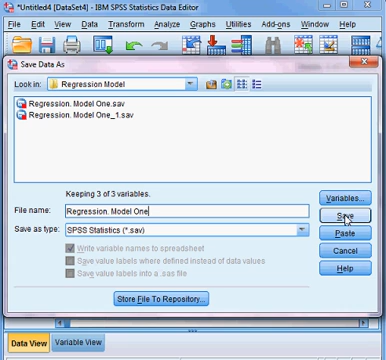 *Untitled4 [DataSet4] - IBM SPSS Statistics Data Editor
File Edit View Data Transform Analyze Graphs Utilities Add-ons Window Help
Save Data As
Look in: Regression Model
Regression. Model One.sav
Regression. Model One_1.sav
Keeping 3 of 3 variables.
Variables...
File name: Regression. Model One
Save
Save as type: SPSS Statistics (*.sav)
Paste
Write variable names to spreadsheet
Cancel
Save value labels where defined instead of data values
Save value labels into a .sas file
Help
Store File To Repository...
Data View Variable View